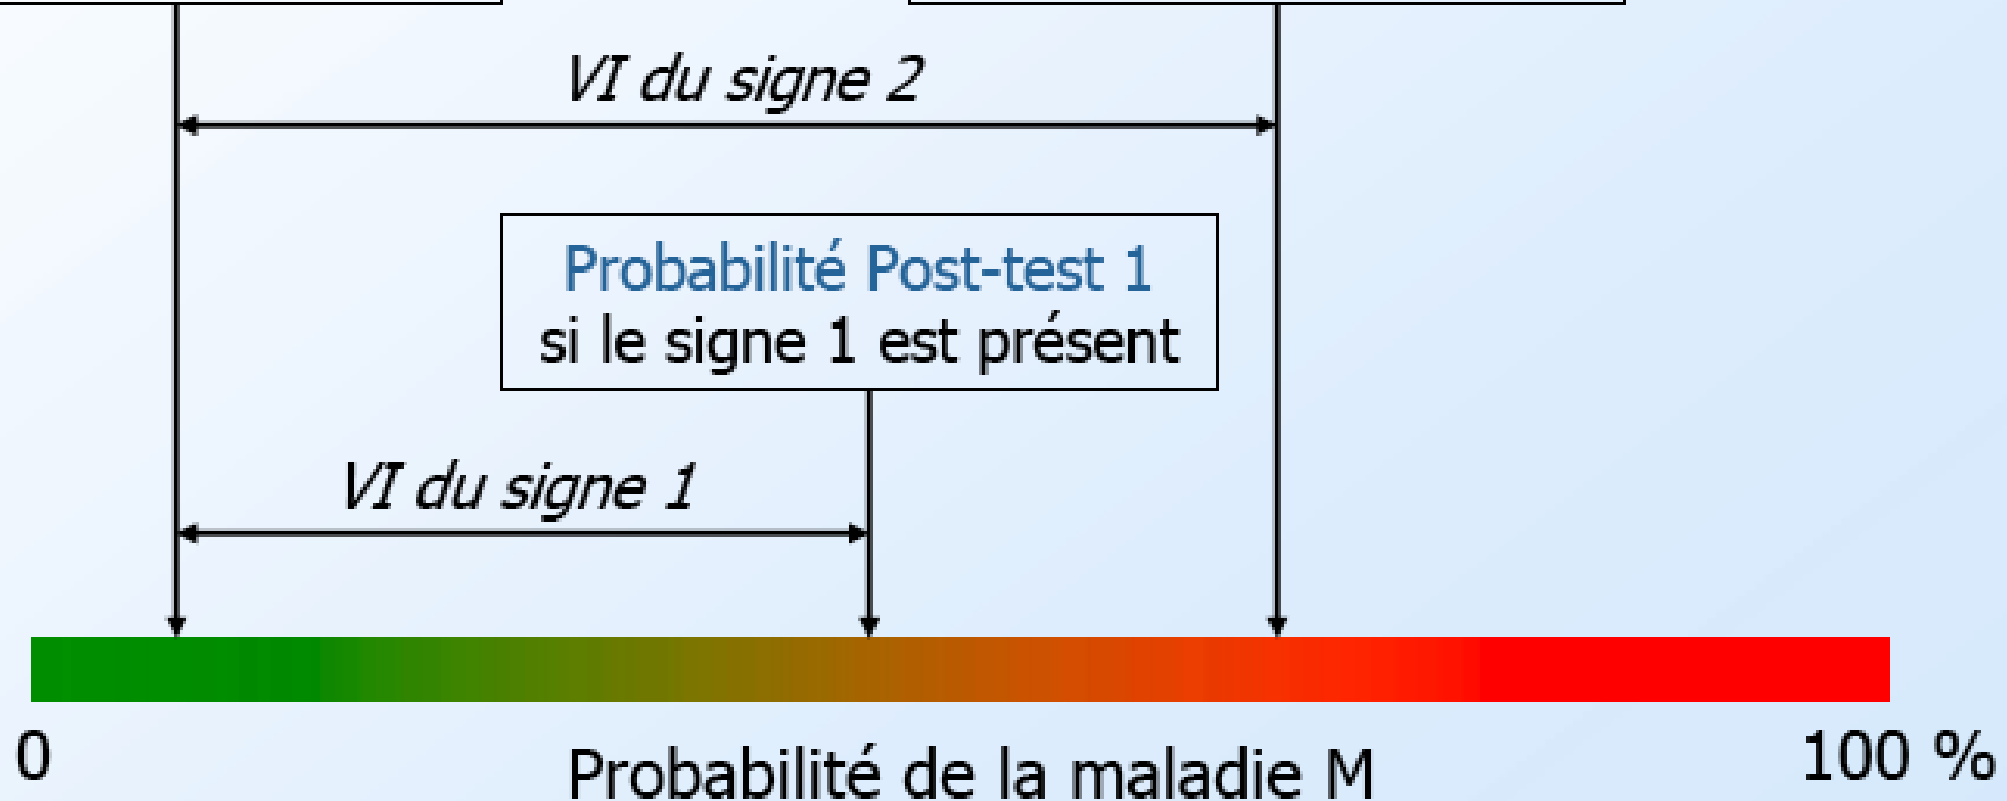 VI du signe 2
Probabilité Post-test 1
si le signe 1 est présent
VI du signe 1
0
100 %
Probabilité de la maladie M